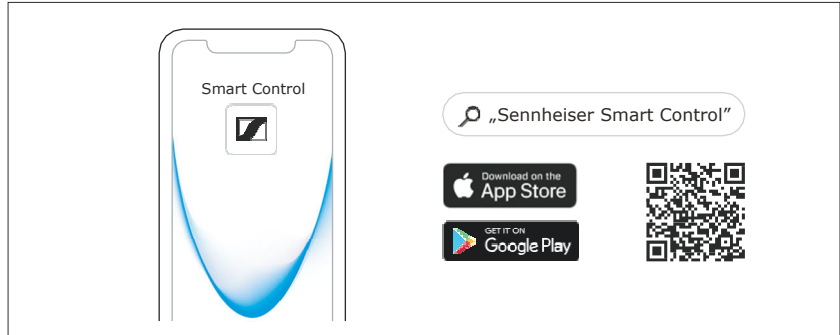 Smart Control
„Sennheiser Smart Control”
Download on the
App Store
GET IT ON
Google Play